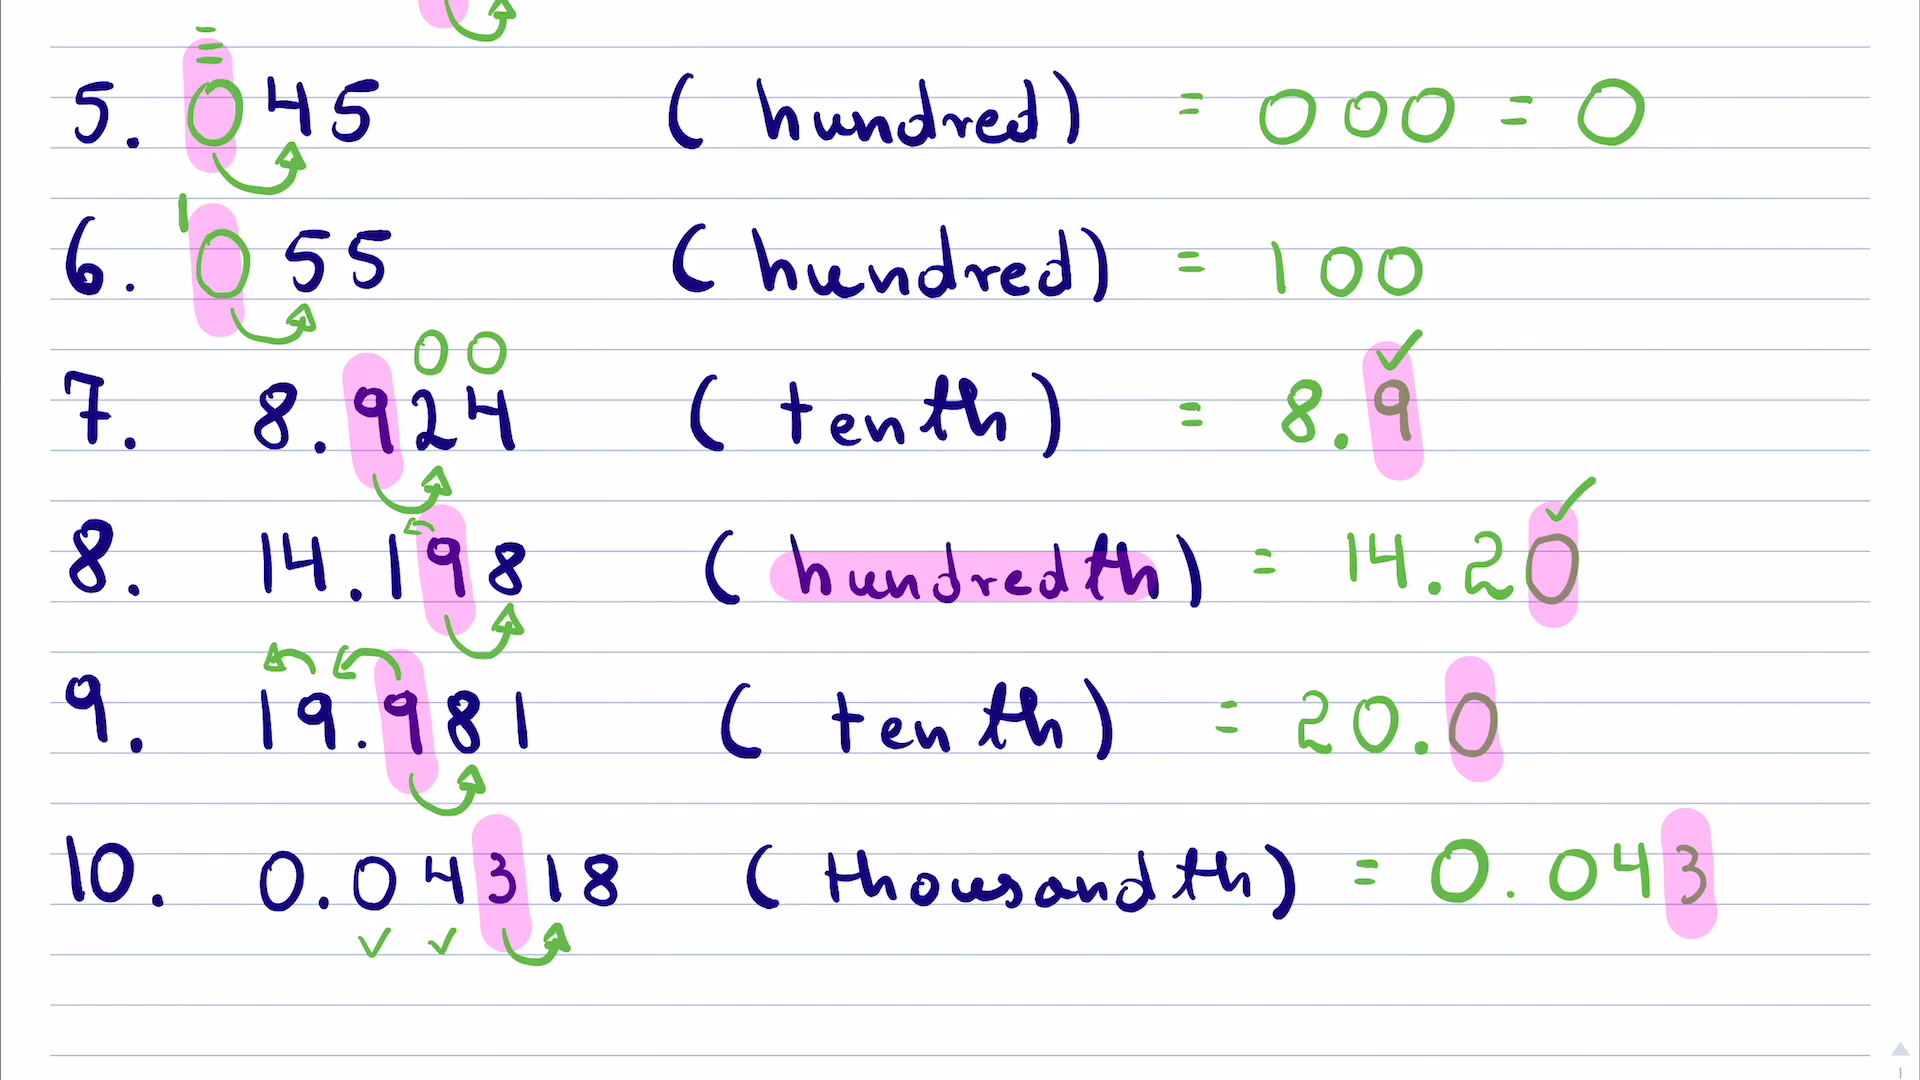 5. 045 (hundred) = 000 = 0
1
6. 055 (hundred) = 100
00
7. 8.924 (tenth) = 8.9
8. 14.198 (hundredth) = 14.20
9. 19.981 (tenth) = 20.0
10. 0.04318 (thousandth) = 0.043